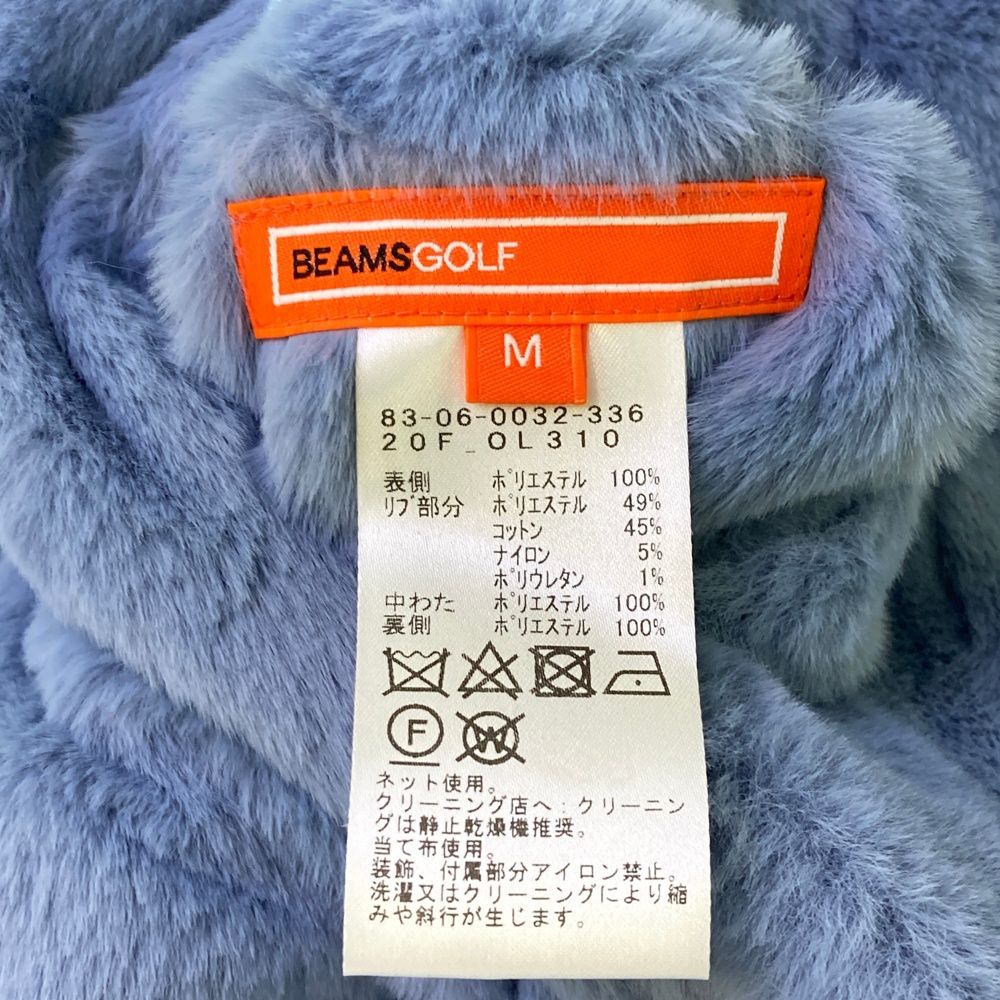 BEAMSGOLF
M
83-06-0032-336
20F_OL310
表側 ポリエステル 100%
リブ部分 ポリエステル 49%
コットン 45%
ナイロン 5%
ポリウレタン 1%
中わた ポリエステル 100%
裏側 ポリエステル 100%
F W
ネット使用。
クリーニング店へ:クリーニン
グは静止乾燥機推奨。
当て布使用。
装飾、付属部分アイロン禁止。
洗濯又はクリーニングにより縮
みや斜行が生じます。